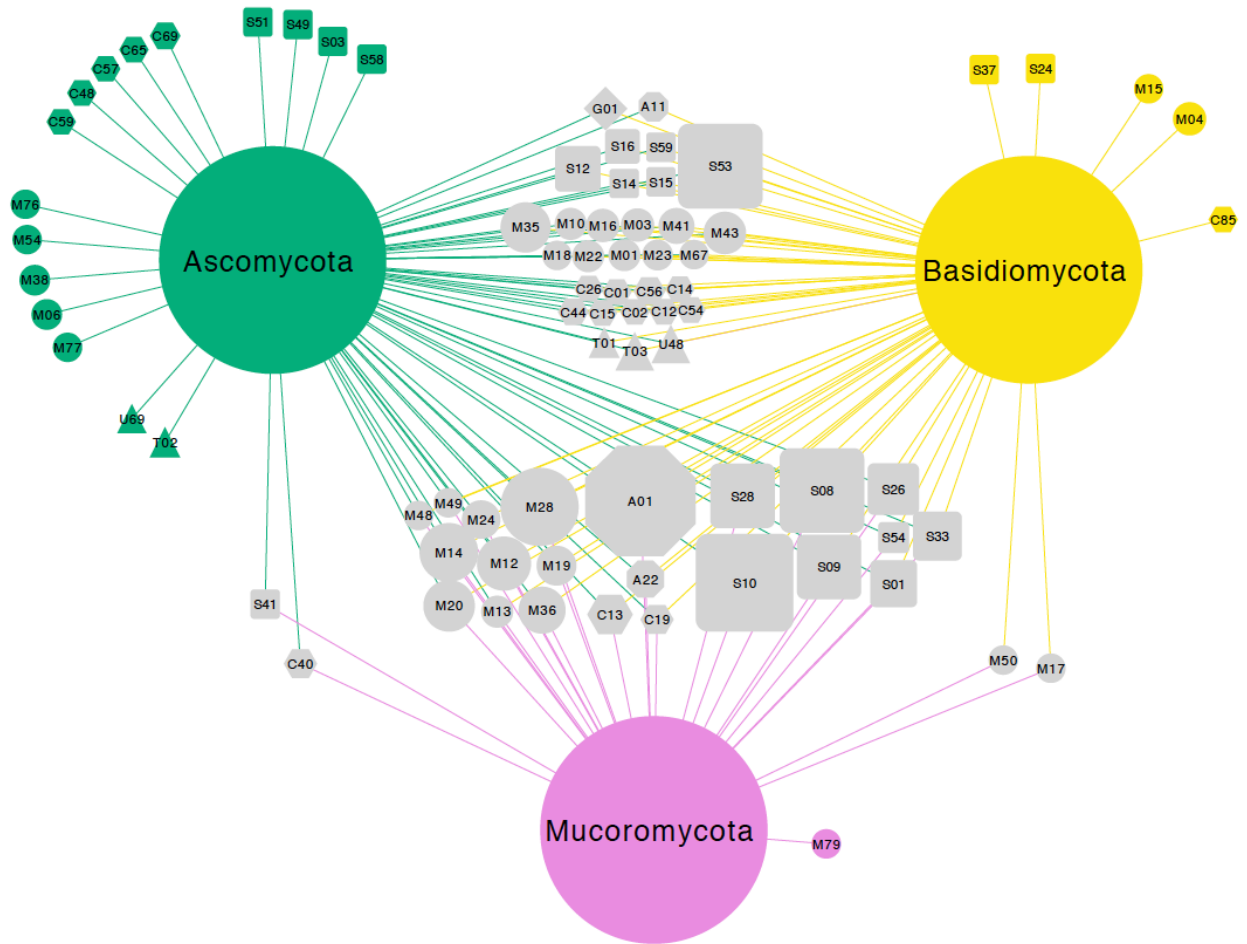 S51
S49
S03
S58
C69
C65
C57
C48
C59
M76
M54
M38
M06
M77
U69
T02
Ascomycota
S37
S24
M15
M04
C85
Basidiomycota
G01
A11
S16
S59
S53
S12
S14
S15
M35
M10
M16
M03
M41
M43
M18
M22
M01
M23
M67
C26
C01
C56
C14
C44
C15
C02
C12
C54
T01
T03
U48
M49
M48
M24
M28
A01
S28
S08
S26
M14
M12
M19
S54
S33
A22
S10
S09
S01
M20
M13
M36
C13
C19
S41
C40
M50
M17
Mucoromycota
M79